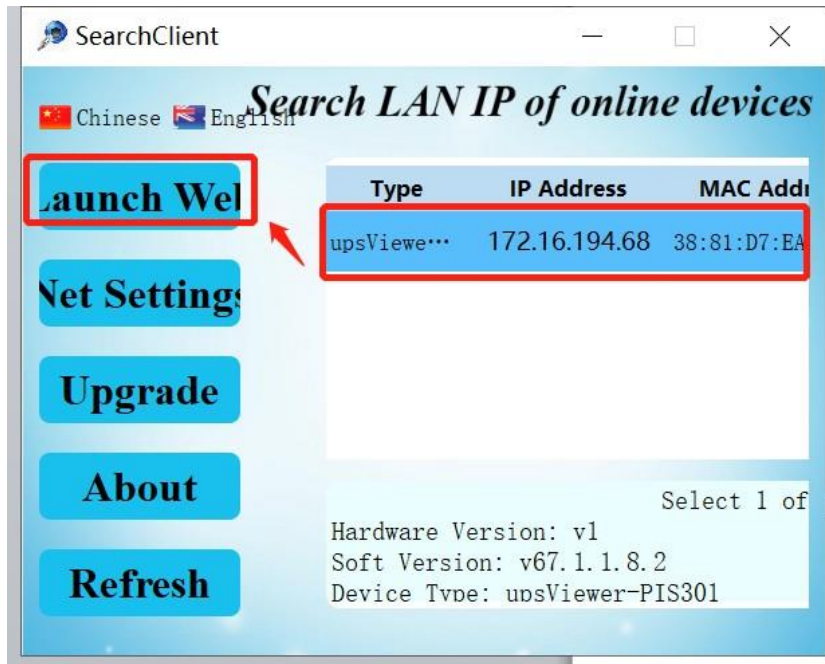 SearchClient
Chinese English
Search LAN IP of online devices
Launch Web
Type IP Address MAC Addr
upsViewe… 172.16.194.68 38:81:D7:EA
Net Settings
Upgrade
About
Refresh
Select 1 of
Hardware Version: v1
Soft Version: v67.1.1.8.2
Device Type: upsViewer-PIS301